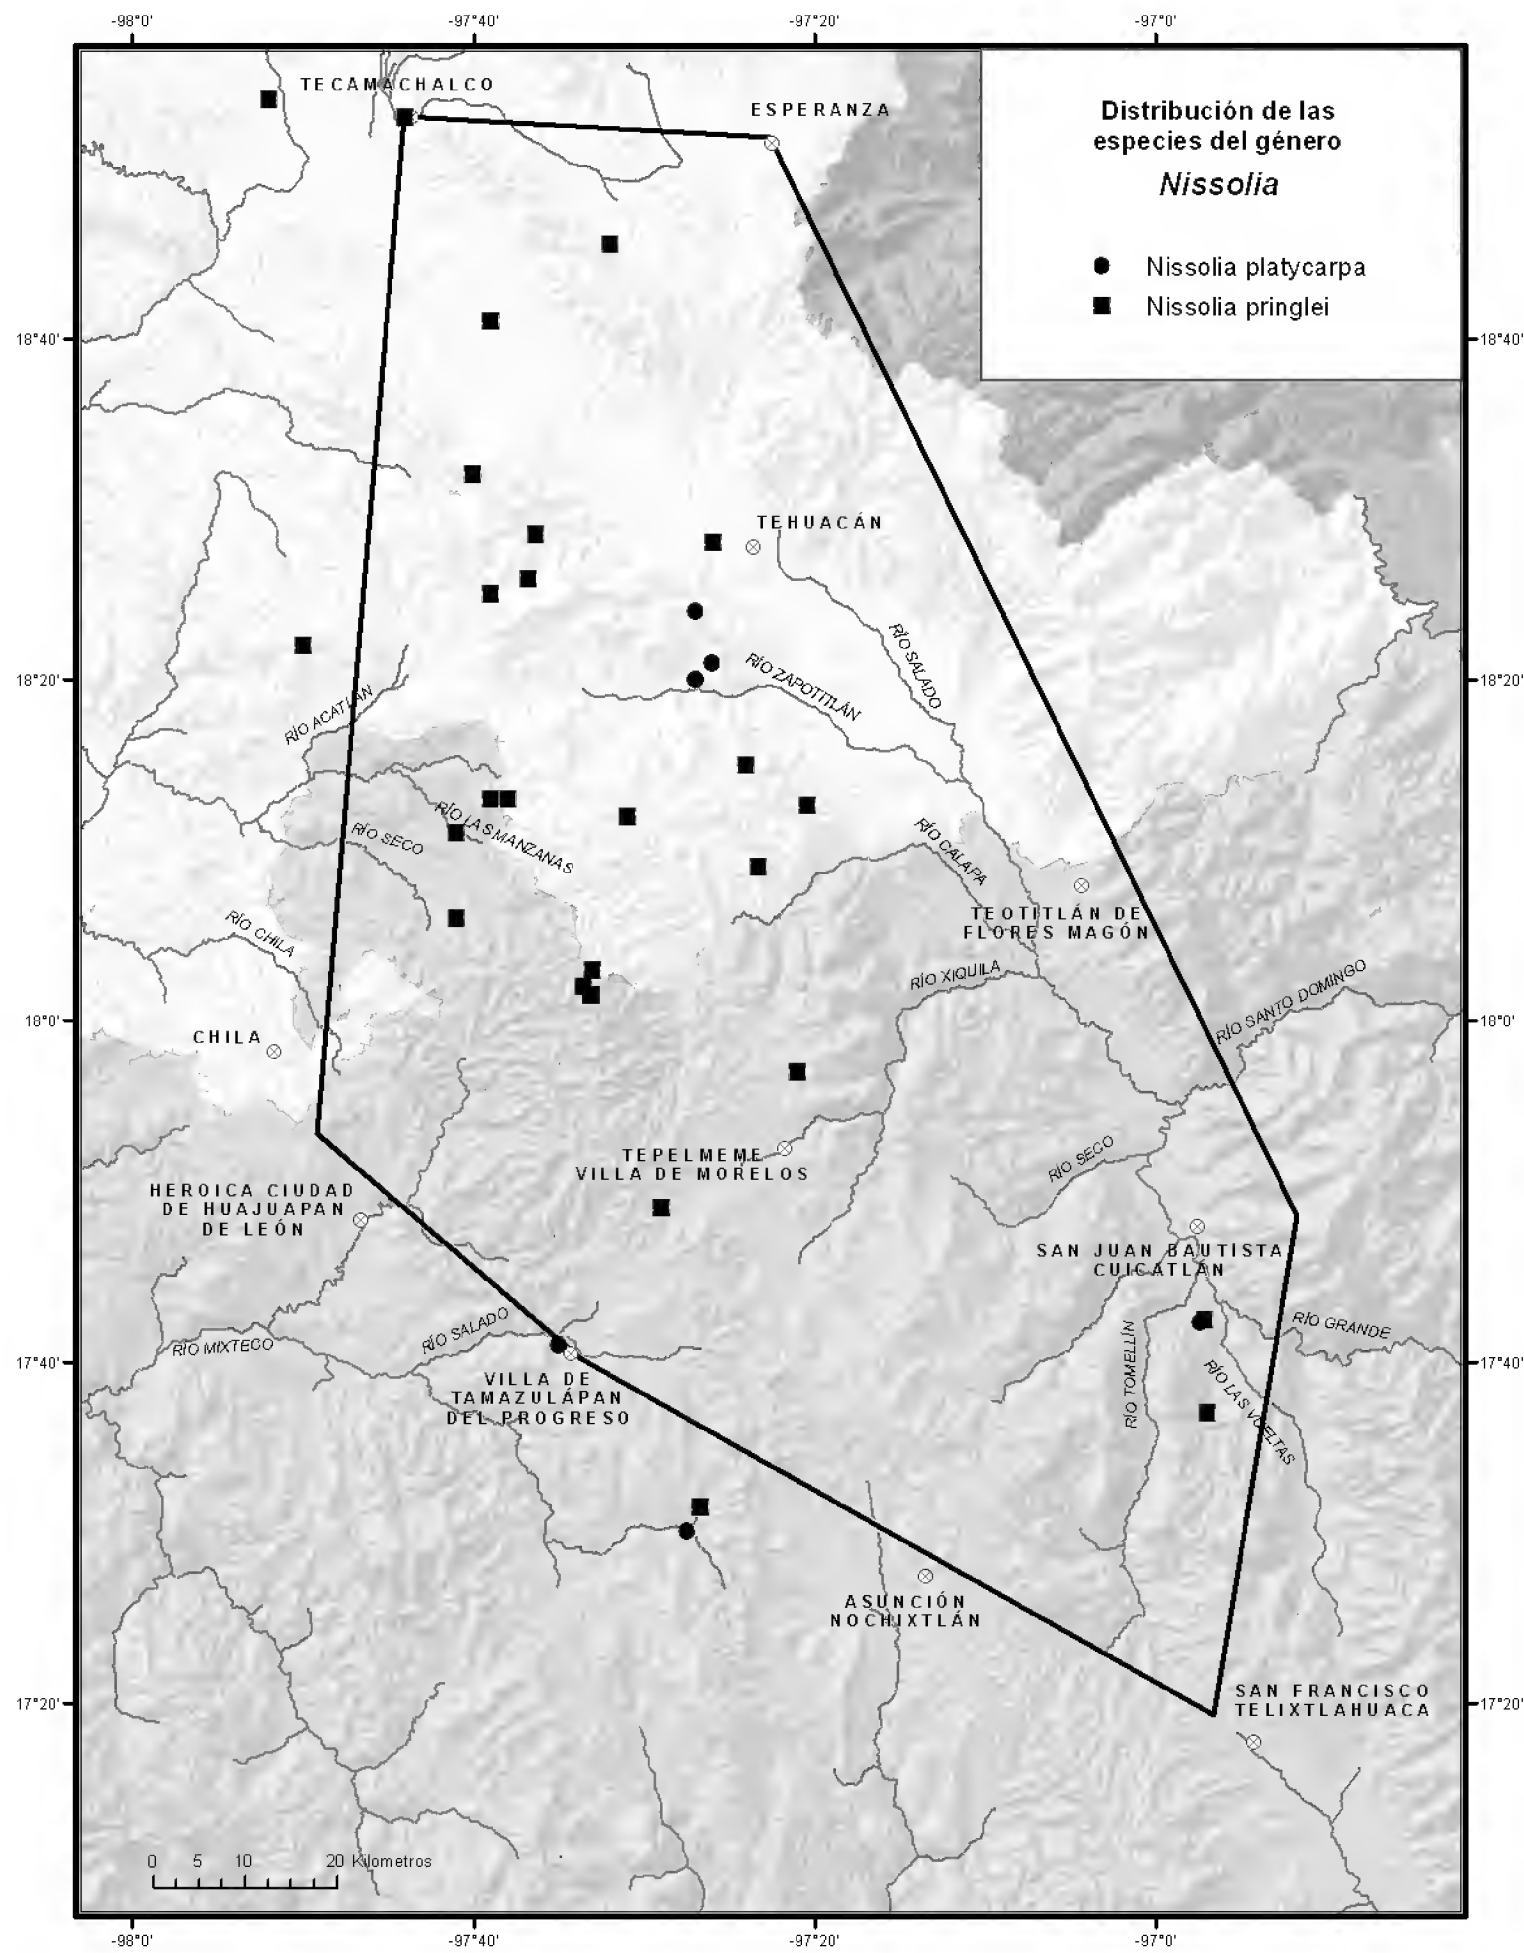 -98°0'
-97°40'
-97°20'
-97°0'
TECAMACHALCO
ESPERANZA
Distribución de las
especies del género
Nissolia
Nissolia platycarpa
Nissolia pringlei
18°40'
18°40'
TEHUACÁN
RÍO SALADO
RÍO ZAPOTITLÁN
18°20'
18°20'
RÍO ACATLÁN
RÍO LAS MANZANAS
RÍO SECO
RÍO CALAPA
TEOTITLÁN DE
FLORES MAGÓN
RÍO CHILA
RÍO XIQUILA
RÍO SANTO DOMINGO
18°0'
18°0'
CHILA
TEPELMEME
VILLA DE MORELOS
RÍO SECO
HEROICA CIUDAD
DE HUAJUAPAN
DE LEÓN
SAN JUAN BAUTISTA
CUICATLÁN
RÍO SALADO
RÍO MIXTECO
RÍO GRANDE
RÍO TOMELLÍN
RÍO LAS VUELTAS
17°40'
17°40'
VILLA DE
TAMAZULÁPAN
DEL PROGRESO
ASUNCIÓN
NOCHIXTLÁN
SAN FRANCISCO
TELIXTLAHUACA
17°20'
17°20'
0 5 10 20 Kilometros
-98°0'
-97°40'
-97°20'
-97°0'